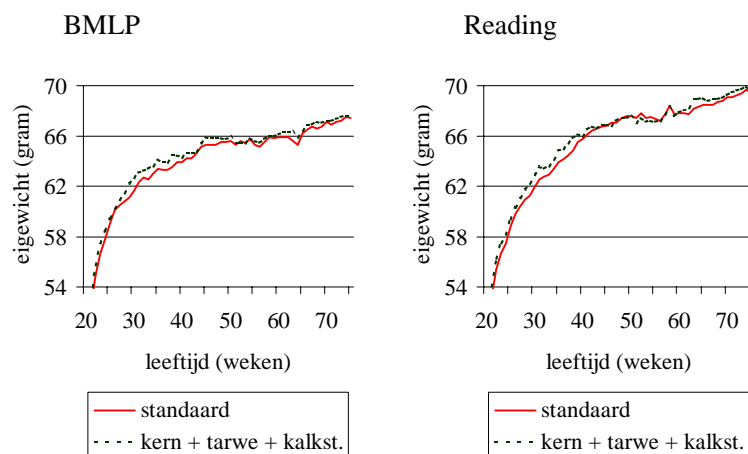 BMLP
Reading
70
66
62
58
54
eigewicht (gram)
20 30 40 50 60 70
leeftijd (weken)
standaard
kern + tarwe + kalkst.
70
66
62
58
54
eigewicht (gram)
20 30 40 50 60 70
leeftijd (weken)
standaard
kern + tarwe + kalkst.